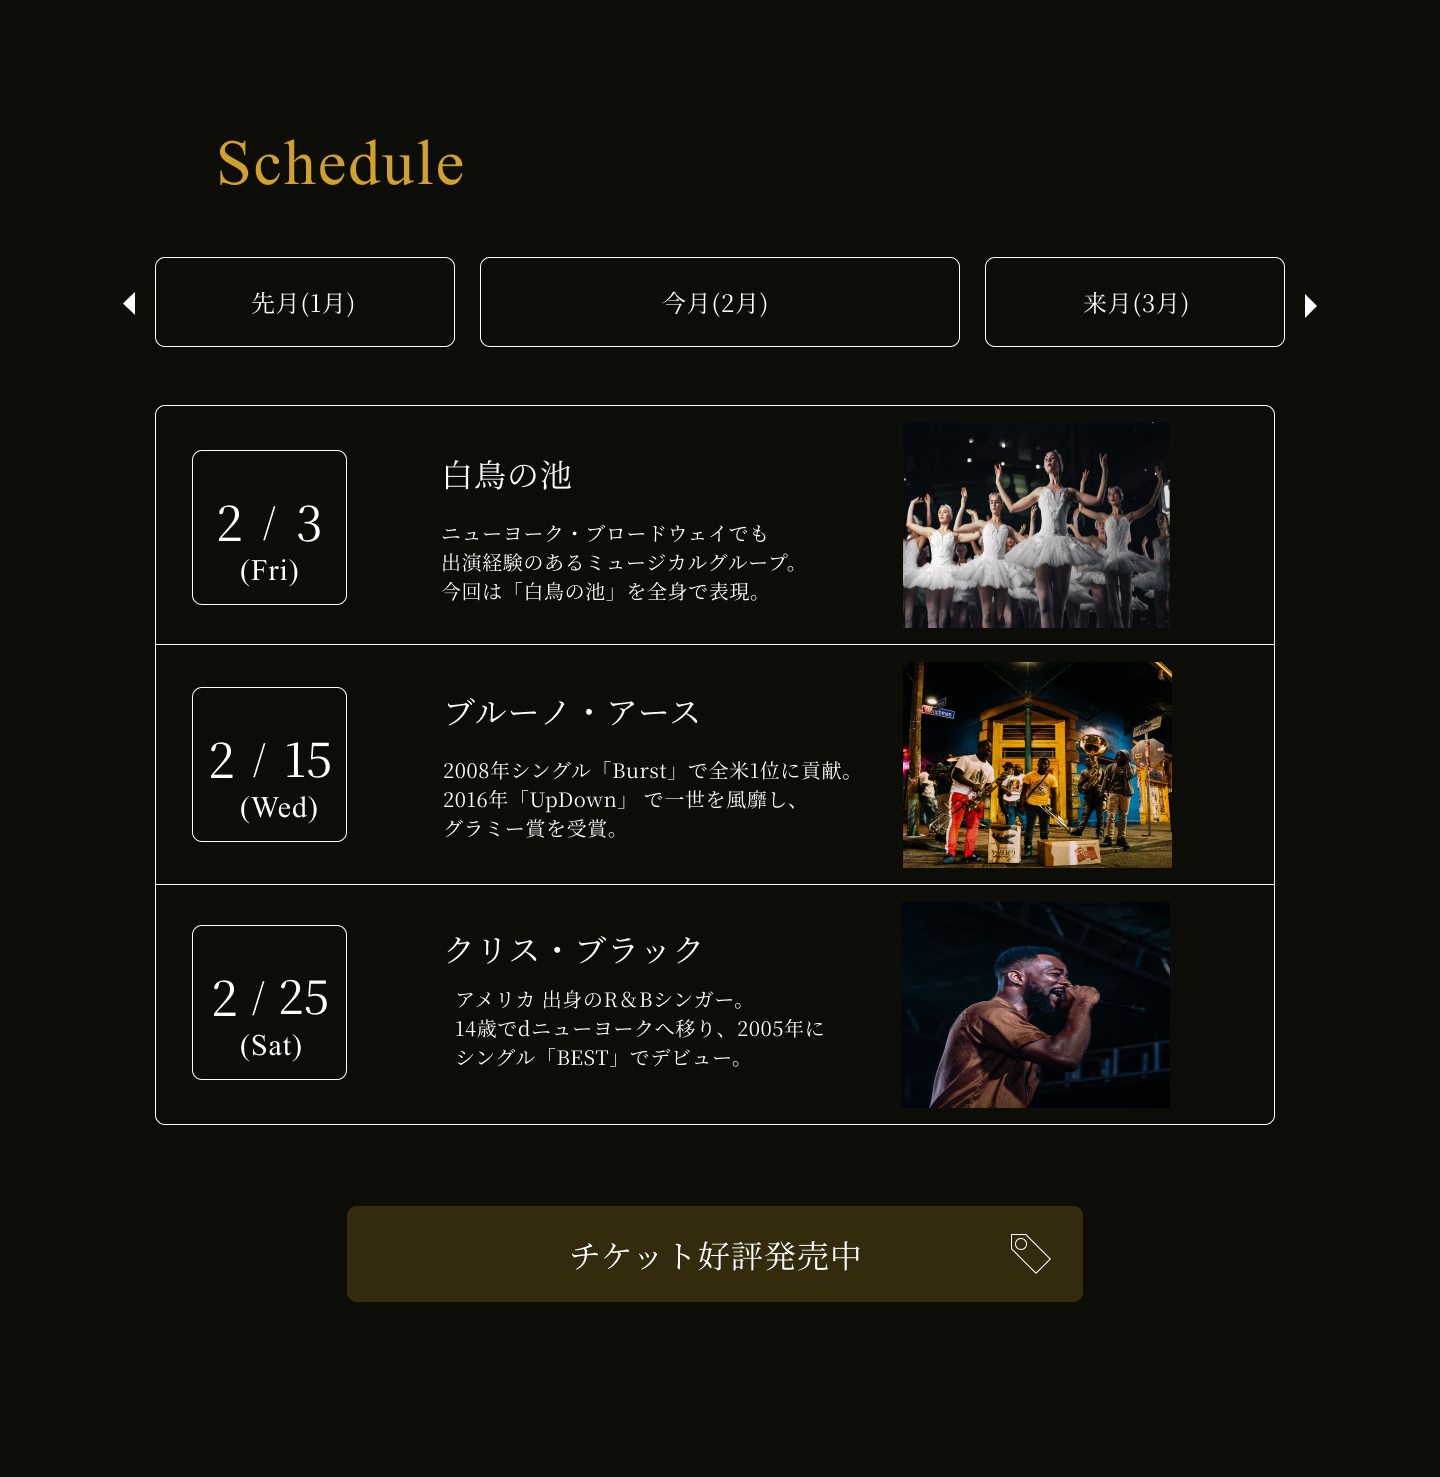 Schedule
先月(1月)
今月(2月)
来月(3月)
2 / 3
(Fri)
白鳥の池
ニューヨーク・ブロードウェイでも
出演経験のあるミュージカルグループ。
今回は「白鳥の池」を全身で表現。
2 / 15
(Wed)
ブルーノ・アース
2008年シングル「Burst」で全米1位に貢献。
2016年「UpDown」 で一世を風靡し、
グラミー賞を受賞。
2 / 25
(Sat)
クリス・ブラック
アメリカ 出身のR＆Bシンガー。
14歳でdニューヨークへ移り、2005年に
シングル「BEST」でデビュー。
チケット好評発売中